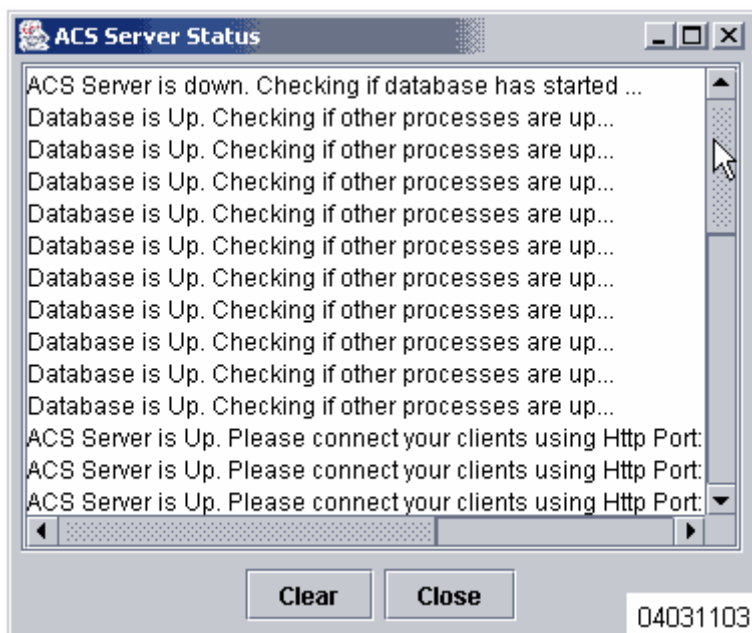 ACS Server Status
ACS Server is down. Checking if database has started ...
Database is Up. Checking if other processes are up...
Database is Up. Checking if other processes are up...
Database is Up. Checking if other processes are up...
Database is Up. Checking if other processes are up...
Database is Up. Checking if other processes are up...
Database is Up. Checking if other processes are up...
Database is Up. Checking if other processes are up...
Database is Up. Checking if other processes are up...
Database is Up. Checking if other processes are up...
Database is Up. Checking if other processes are up...
ACS Server is Up. Please connect your clients using Http Port:
ACS Server is Up. Please connect your clients using Http Port:
ACS Server is Up. Please connect your clients using Http Port:
Clear Close
04031103